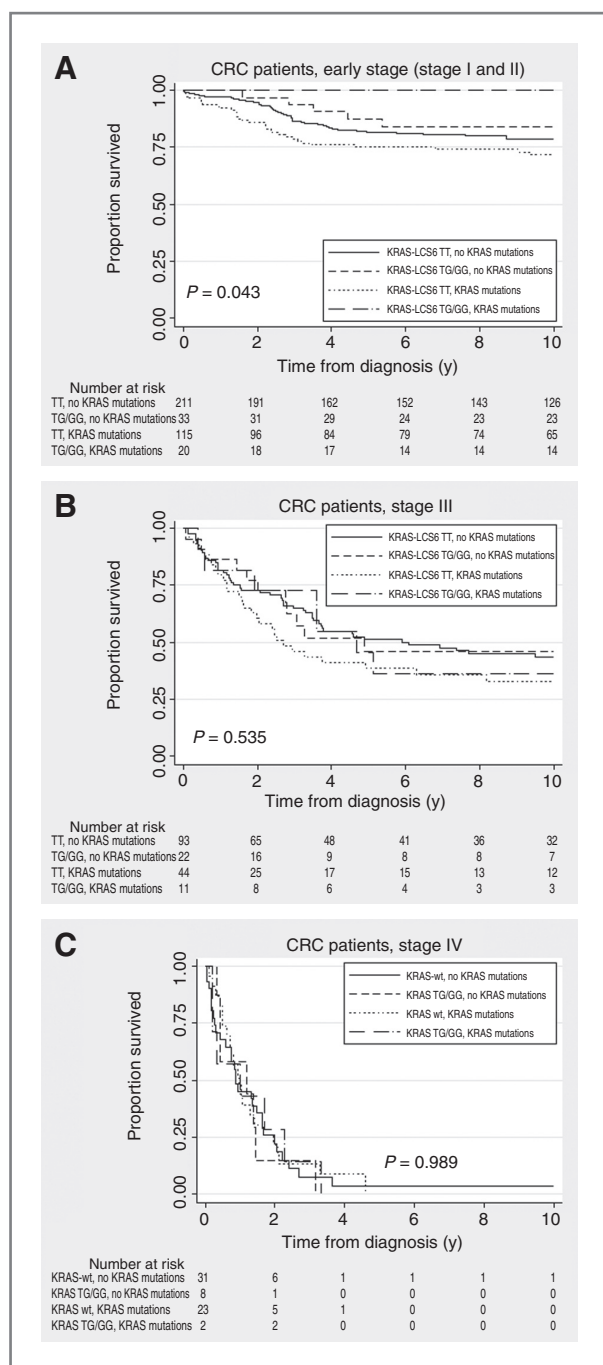 A
CRC patients, early stage (stage I and II)
Proportion survived
1.00
0.75
0.50
0.25
0.00
KRAS-LCS6 TT, no KRAS mutations
KRAS-LCS6 TG/GG, no KRAS mutations
KRAS-LCS6 TT, KRAS mutations
KRAS-LCS6 TG/GG, KRAS mutations
P = 0.043
0 2 4 6 8 10
Time from diagnosis (y)
Number at risk
TT, no KRAS mutations 211 191 162 152 143 126
TG/GG, no KRAS mutations 33 31 29 24 23 23
TT, KRAS mutations 115 96 84 79 74 65
TG/GG, KRAS mutations 20 18 17 14 14 14
B
CRC patients, stage III
Proportion survived
1.00
0.75
0.50
0.25
0.00
KRAS-LCS6 TT, no KRAS mutations
KRAS-LCS6 TG/GG, no KRAS mutations
KRAS-LCS6 TT, KRAS mutations
KRAS-LCS6 TG/GG, KRAS mutations
P = 0.535
0 2 4 6 8 10
Time from diagnosis (y)
Number at risk
TT, no KRAS mutations 93 65 48 41 36 32
TG/GG, no KRAS mutations 22 16 9 8 8 7
TT, KRAS mutations 44 25 17 15 13 12
TG/GG, KRAS mutations 11 8 6 4 3 3
C
CRC patients, stage IV
Proportion survived
1.00
0.75
0.50
0.25
0.00
KRAS-wt, no KRAS mutations
KRAS TG/GG, no KRAS mutations
KRAS wt, KRAS mutations
KRAS TG/GG, KRAS mutations
P = 0.989
0 2 4 6 8 10
Time from diagnosis (y)
Number at risk
KRAS-wt, no KRAS mutations 31 6 1 1 1 1
KRAS TG/GG, no KRAS mutations 8 1 0 0 0 0
KRAS wt, KRAS mutations 23 5 1 0 0 0
KRAS TG/GG, KRAS mutations 2 2 0 0 0 0